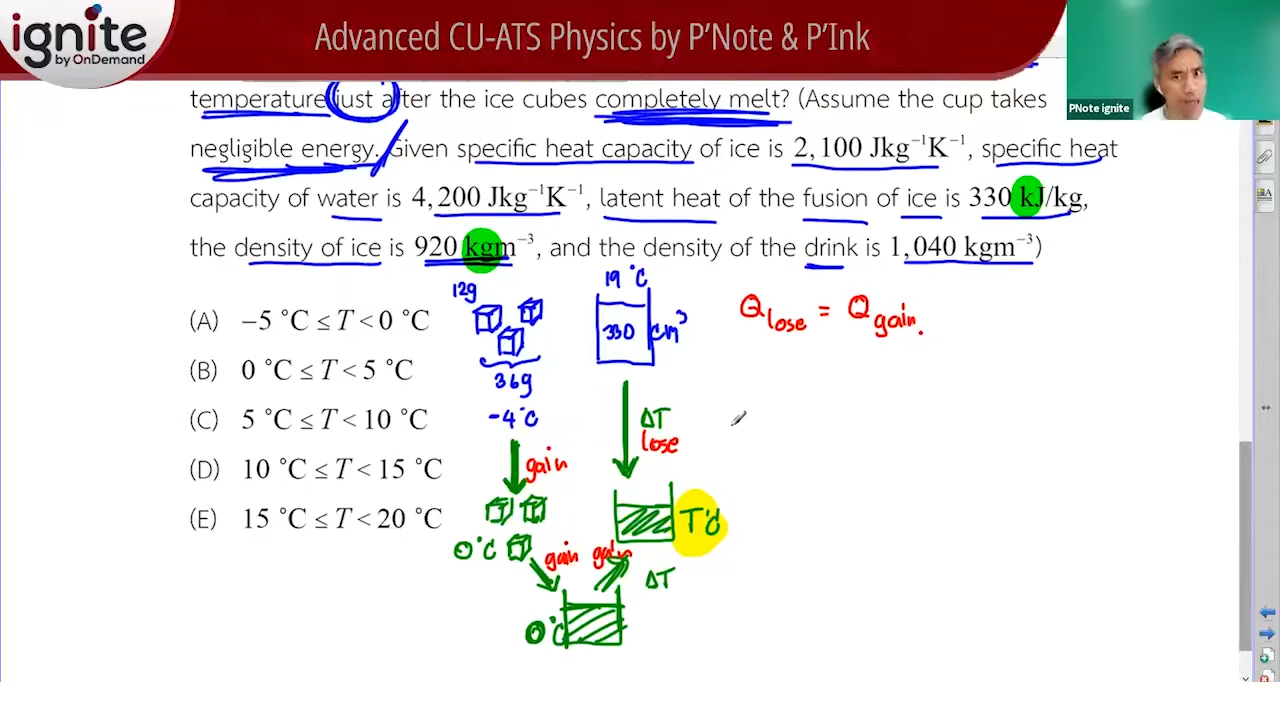 ignite
by OnDemand
Advanced CU-ATS Physics by P'Note & P'Ink
PNote ignite
temperature just after the ice cubes completely melt? (Assume the cup takes
negligible energy. Given specific heat capacity of ice is 2,100 Jkg⁻¹K⁻¹, specific heat
capacity of water is 4,200 Jkg⁻¹K⁻¹, latent heat of the fusion of ice is 330 kJ/kg,
the density of ice is 920 kgm⁻³, and the density of the drink is 1,040 kgm⁻³)
(A) −5 °C ≤ T < 0 °C
(B) 0 °C ≤ T < 5 °C
(C) 5 °C ≤ T < 10 °C
(D) 10 °C ≤ T < 15 °C
(E) 15 °C ≤ T < 20 °C
12g
36g
-4°C
gain
0°C
gain
0°C
19 °C
330 cm³
ΔT
lose
T°C
gain
ΔT
Q lose = Q gain.